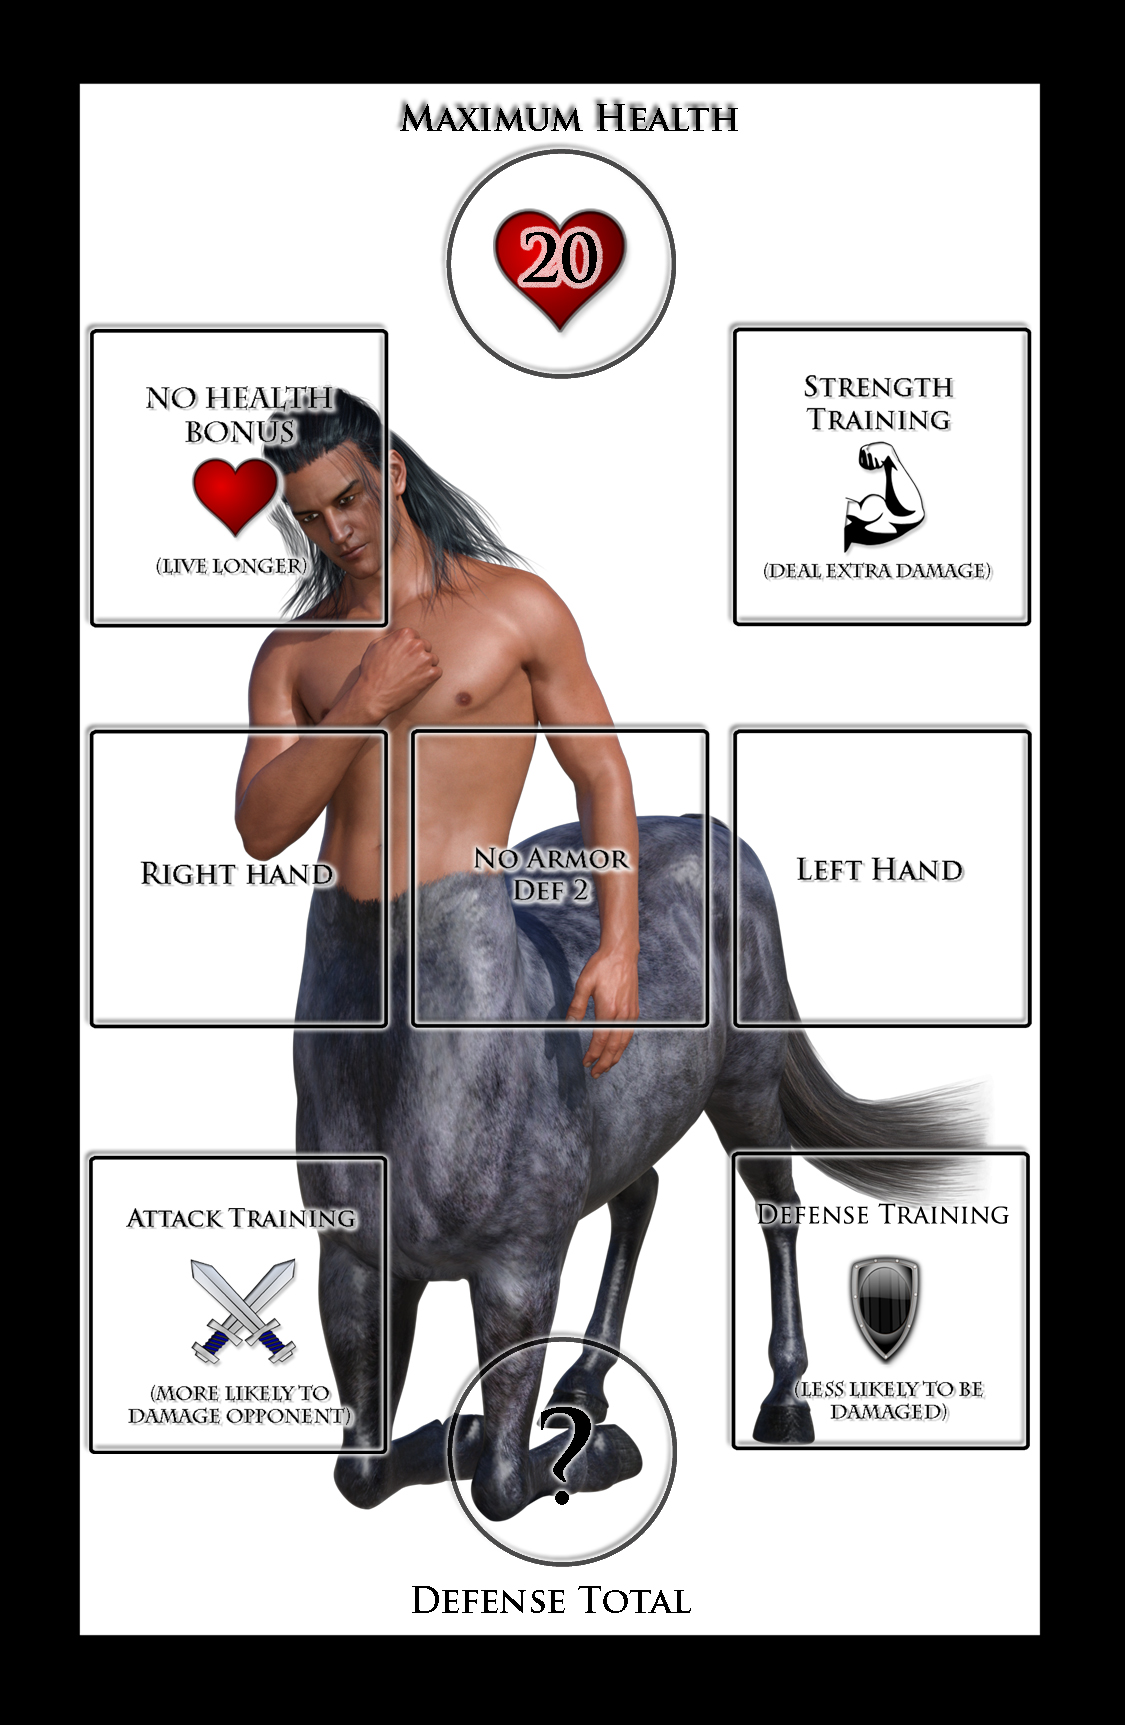 Maximum Health
20
NO HEALTH
BONUS
(LIVE LONGER)
Strength
Training
(DEAL EXTRA DAMAGE)
Right hand
No Armor
Def 2
Left Hand
Attack Training
(MORE LIKELY TO
DAMAGE OPPONENT)
Defense Training
(LESS LIKELY TO BE
DAMAGED)
?
Defense Total